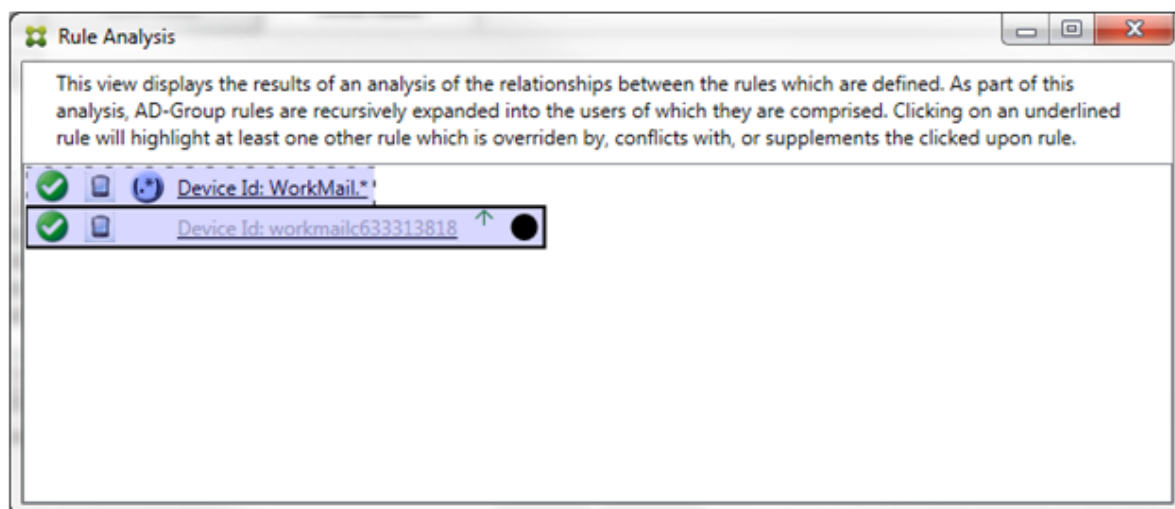 Rule Analysis
This view displays the results of an analysis of the relationships between the rules which are defined. As part of this
analysis, AD-Group rules are recursively expanded into the users of which they are comprised. Clicking on an underlined
rule will highlight at least one other rule which is overriden by, conflicts with, or supplements the clicked upon rule.
(.*) Device Id: WorkMail.*
Device Id: workmailc633313818